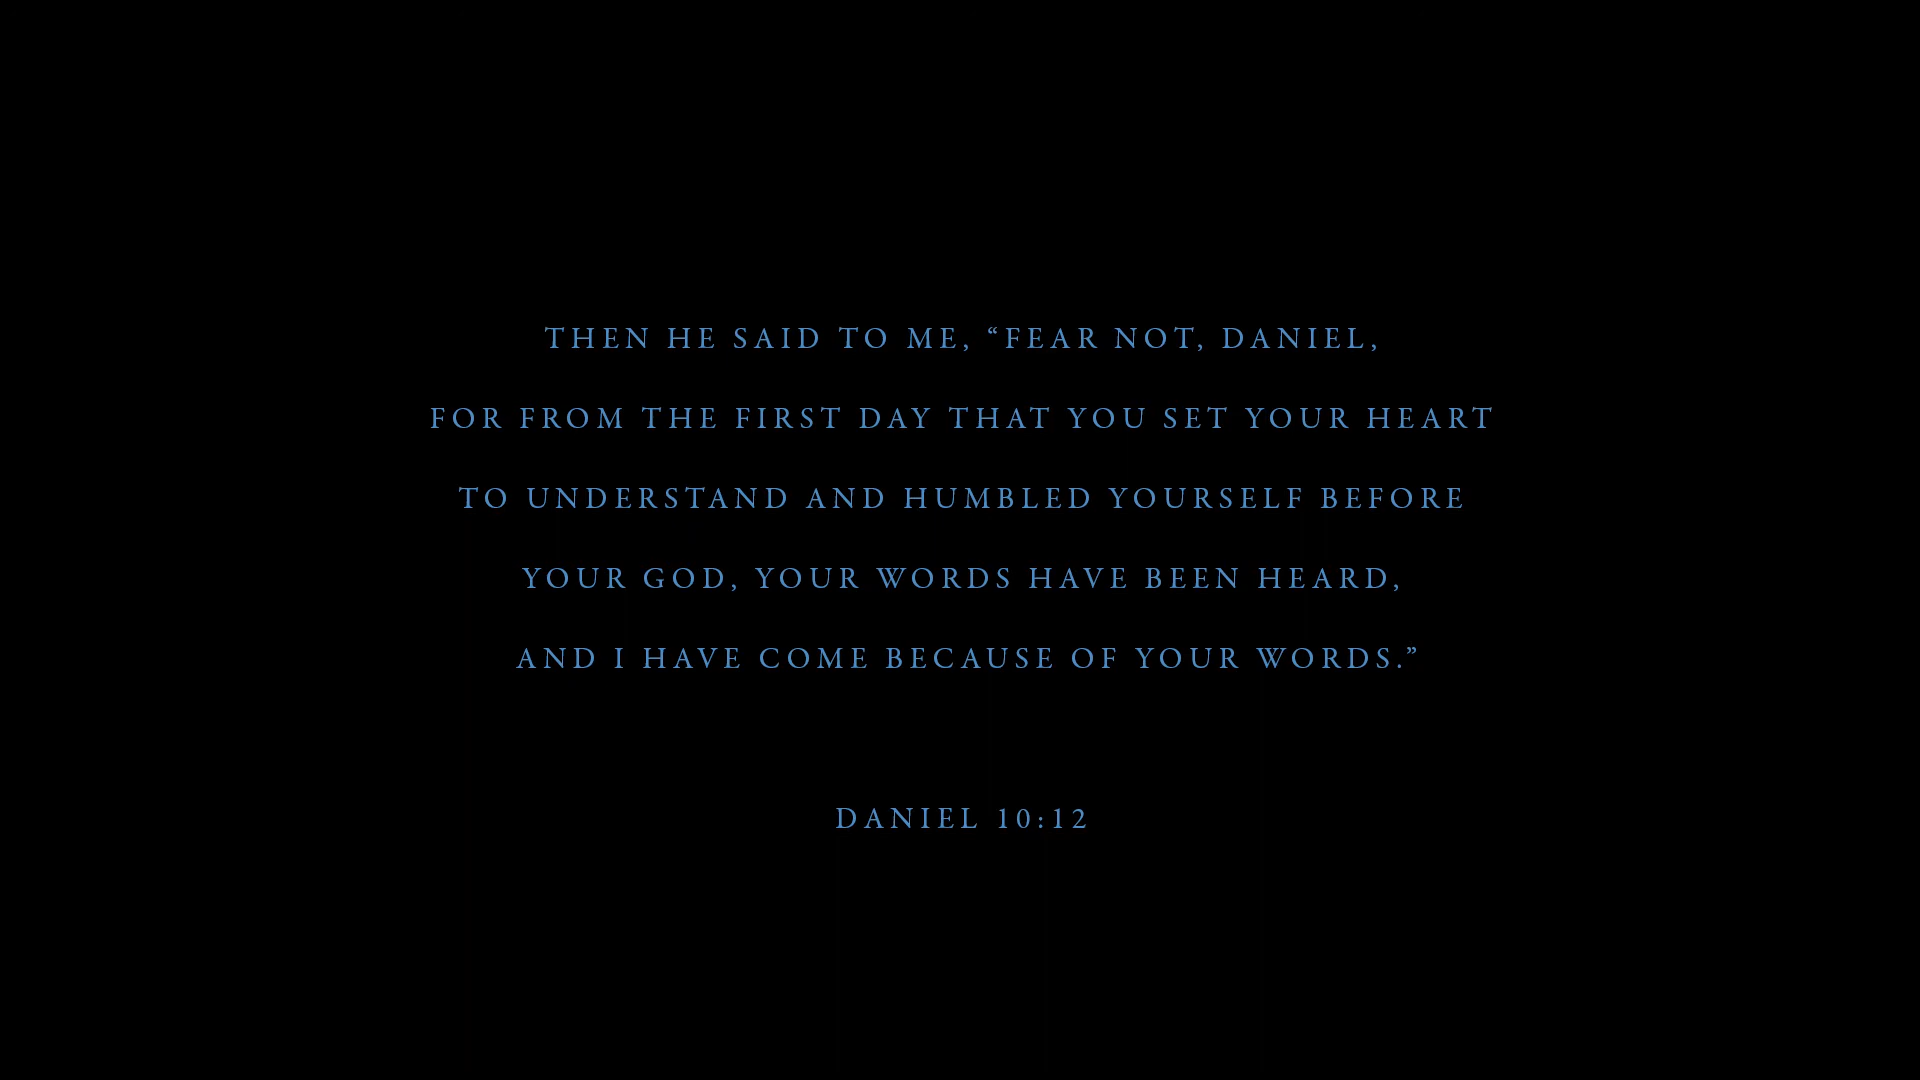 THEN HE SAID TO ME, “FEAR NOT, DANIEL,
FOR FROM THE FIRST DAY THAT YOU SET YOUR HEART
TO UNDERSTAND AND HUMBLED YOURSELF BEFORE
YOUR GOD, YOUR WORDS HAVE BEEN HEARD,
AND I HAVE COME BECAUSE OF YOUR WORDS.”
DANIEL 10:12